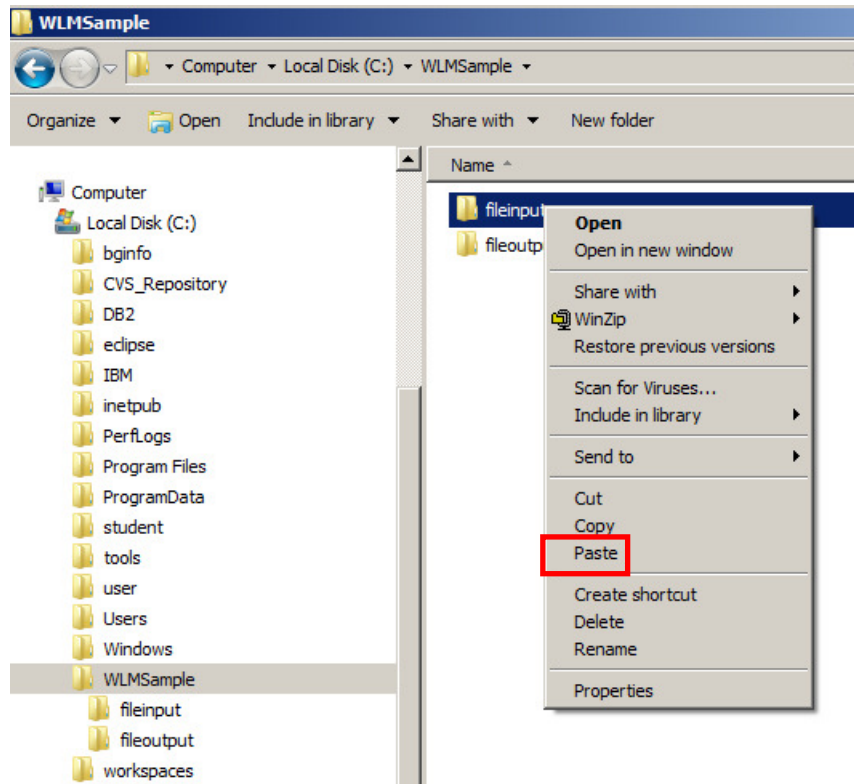 WLMSample
Computer Local Disk (C:) WLMSample
Organize Open Include in library Share with New folder
Name
Computer
Local Disk (C:)
bginfo
CVS_Repository
DB2
eclipse
IBM
inetpub
PerfLogs
Program Files
ProgramData
student
tools
user
Users
Windows
WLMSample
fileinput
fileoutput
workspaces
fileinput
fileoutp
Open
Open in new window
Share with
WinZip
Restore previous versions
Scan for Viruses...
Include in library
Send to
Cut
Copy
Paste
Create shortcut
Delete
Rename
Properties